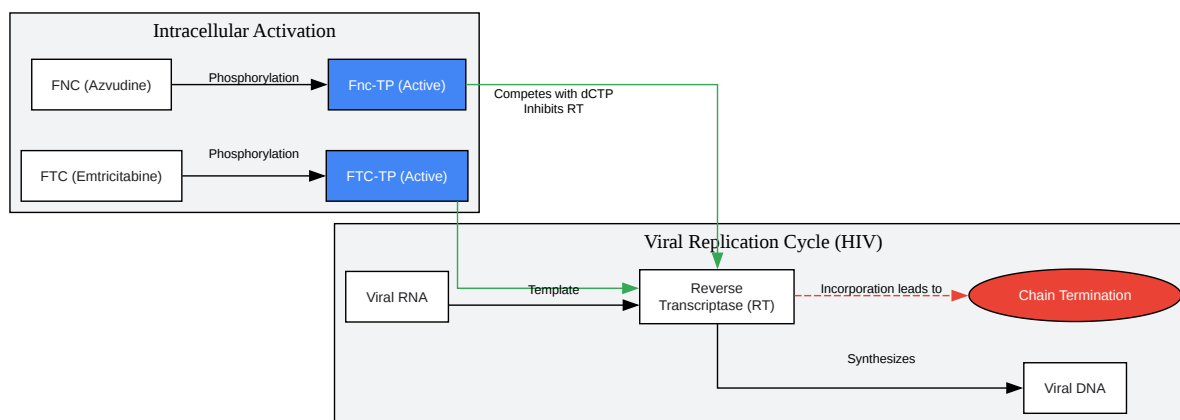 Intracellular Activation
FNC (Azvudine)
Phosphorylation
Fnc-TP (Active)
Competes with dCTP
Inhibits RT
FTC (Emtricitabine)
Phosphorylation
FTC-TP (Active)
Viral Replication Cycle (HIV)
Viral RNA
Template
Reverse
Transcriptase (RT)
Incorporation leads to
Chain Termination
Synthesizes
Viral DNA